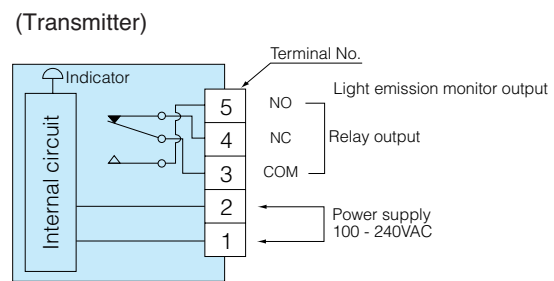 (Transmitter)
Terminal No.
Indicator
Light emission monitor output
Internal circuit
5 NO
4 NC
Relay output
3 COM
2
Power supply
100 - 240VAC
1